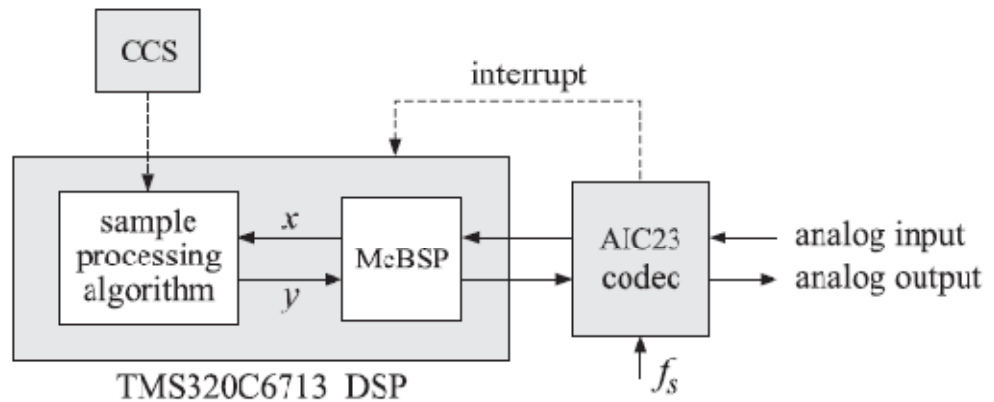 CCS
interrupt
sample
processing
algorithm
x
y
McBSP
AIC23
codec
analog input
analog output
fs
TMS320C6713 DSP